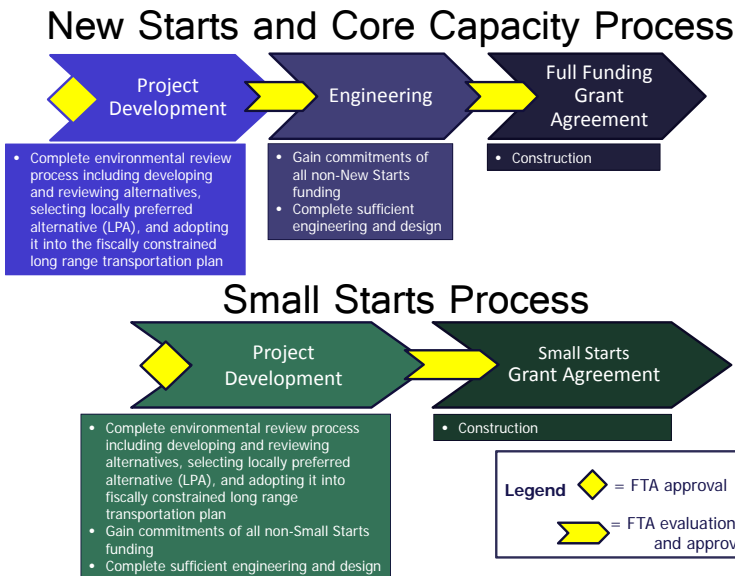 New Starts and Core Capacity Process
Project
Development
Engineering
Full Funding
Grant
Agreement
• Complete environmental review
process including developing
and reviewing alternatives,
selecting locally preferred
alternative (LPA), and adopting
it into the fiscally constrained
long range transportation plan
• Gain commitments of
all non-New Starts
funding
• Complete sufficient
engineering and design
• Construction
Small Starts Process
Project
Development
Small Starts
Grant Agreement
• Complete environmental review process
including developing and reviewing
alternatives, selecting locally preferred
alternative (LPA), and adopting it into
fiscally constrained long range
transportation plan
• Gain commitments of all non-Small Starts
funding
• Complete sufficient engineering and design
• Construction
Legend
= FTA approval
= FTA evaluation
and approv